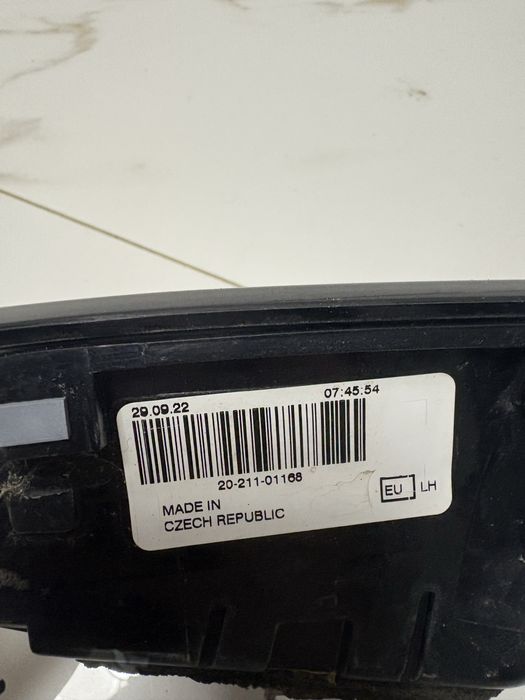 29.09.22 07:45:54
20-211-01168
MADE IN
CZECH REPUBLIC
EU LH